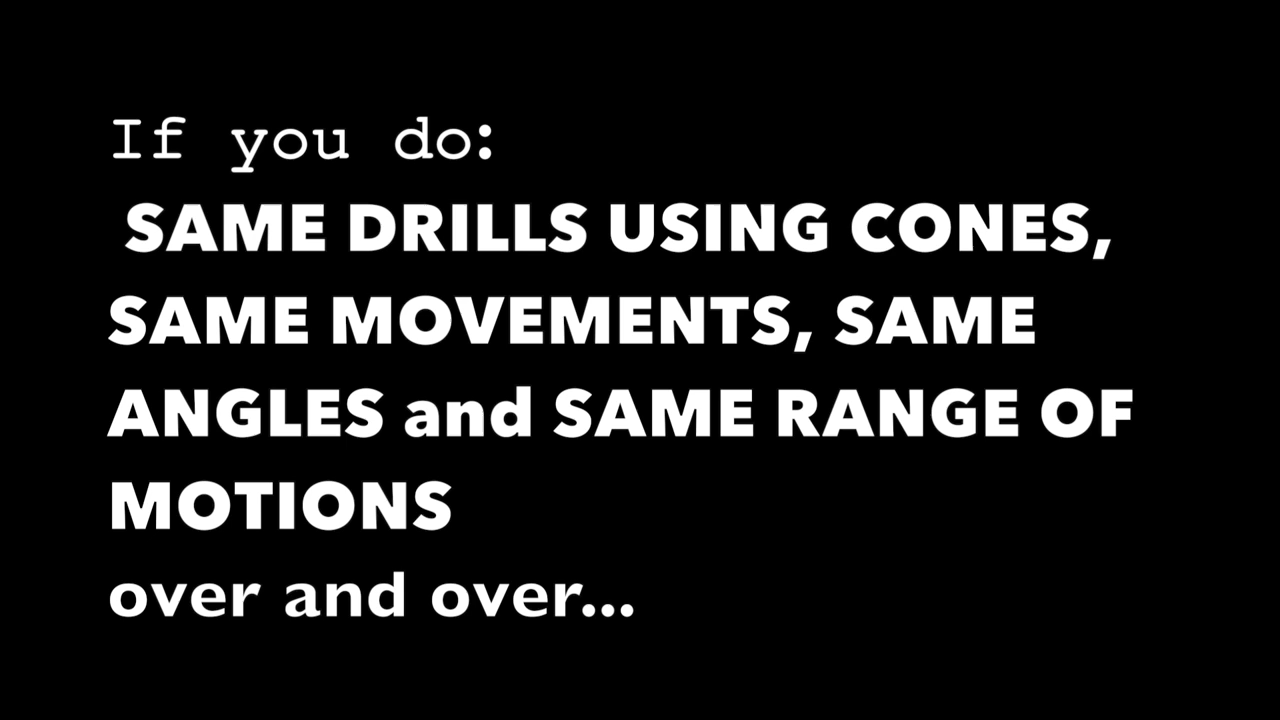 If you do:
SAME DRILLS USING CONES,
SAME MOVEMENTS, SAME
ANGLES and SAME RANGE OF
MOTIONS
over and over...